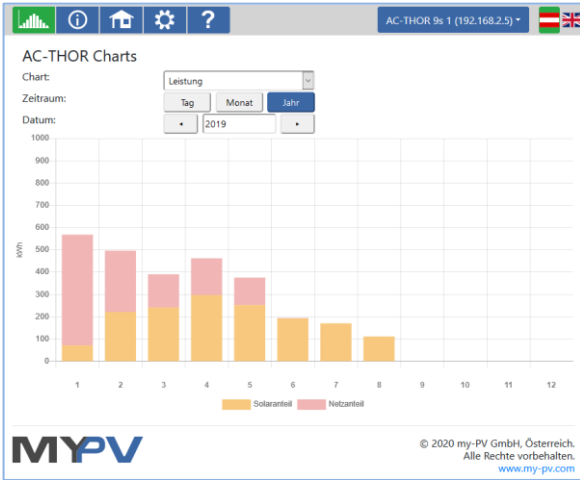 ?
AC-THOR 9s 1 (192.168.2.5)
AC-THOR Charts
Chart: Leistung
Zeitraum: Tag Monat Jahr
Datum: 2019
1000
900
800
700
600
500
400
300
200
100
0
kWh
1 2 3 4 5 6 7 8 9 10 11 12
Solaranteil Netzanteil
MYPV
© 2020 my-PV GmbH, Österreich.
Alle Rechte vorbehalten.
www.my-pv.com